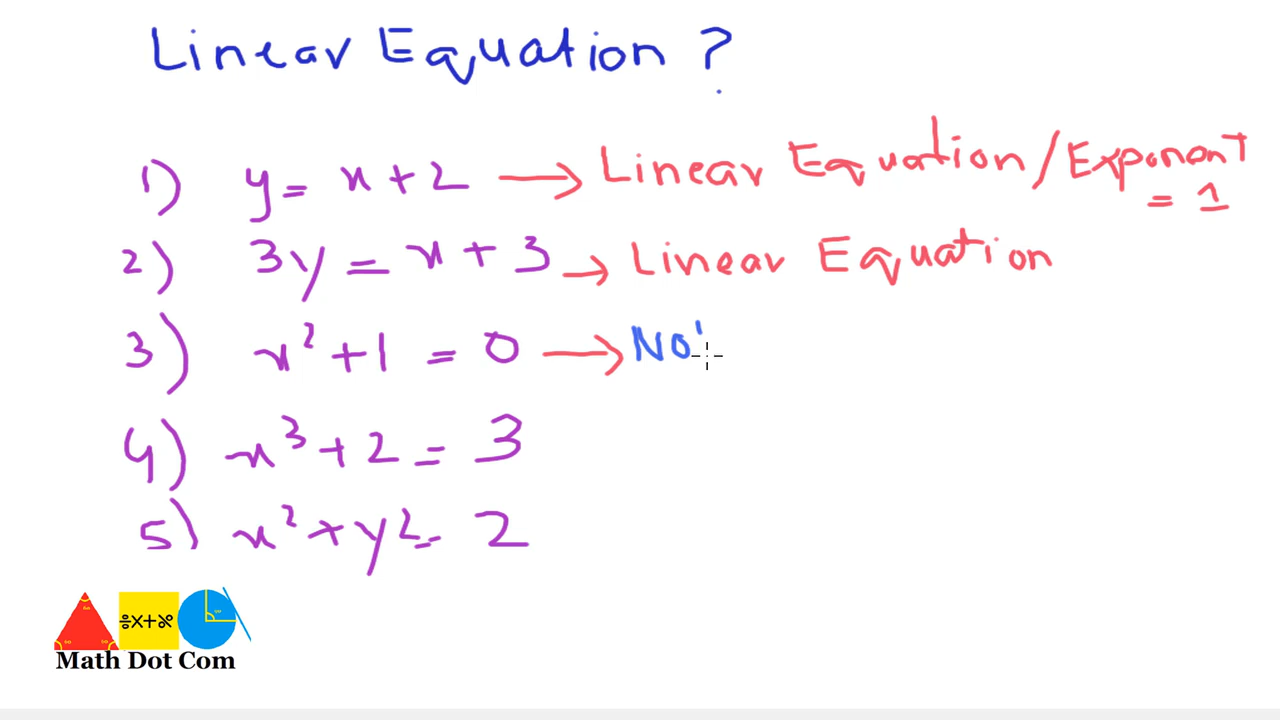 Linear Equation ?
1) y = x + 2 → Linear Equation / Exponent = 1
2) 3y = x + 3 → Linear Equation
3) x² + 1 = 0 → No
4) x³ + 2 = 3
5) x² + y² = 2
÷x+%
Math Dot Com